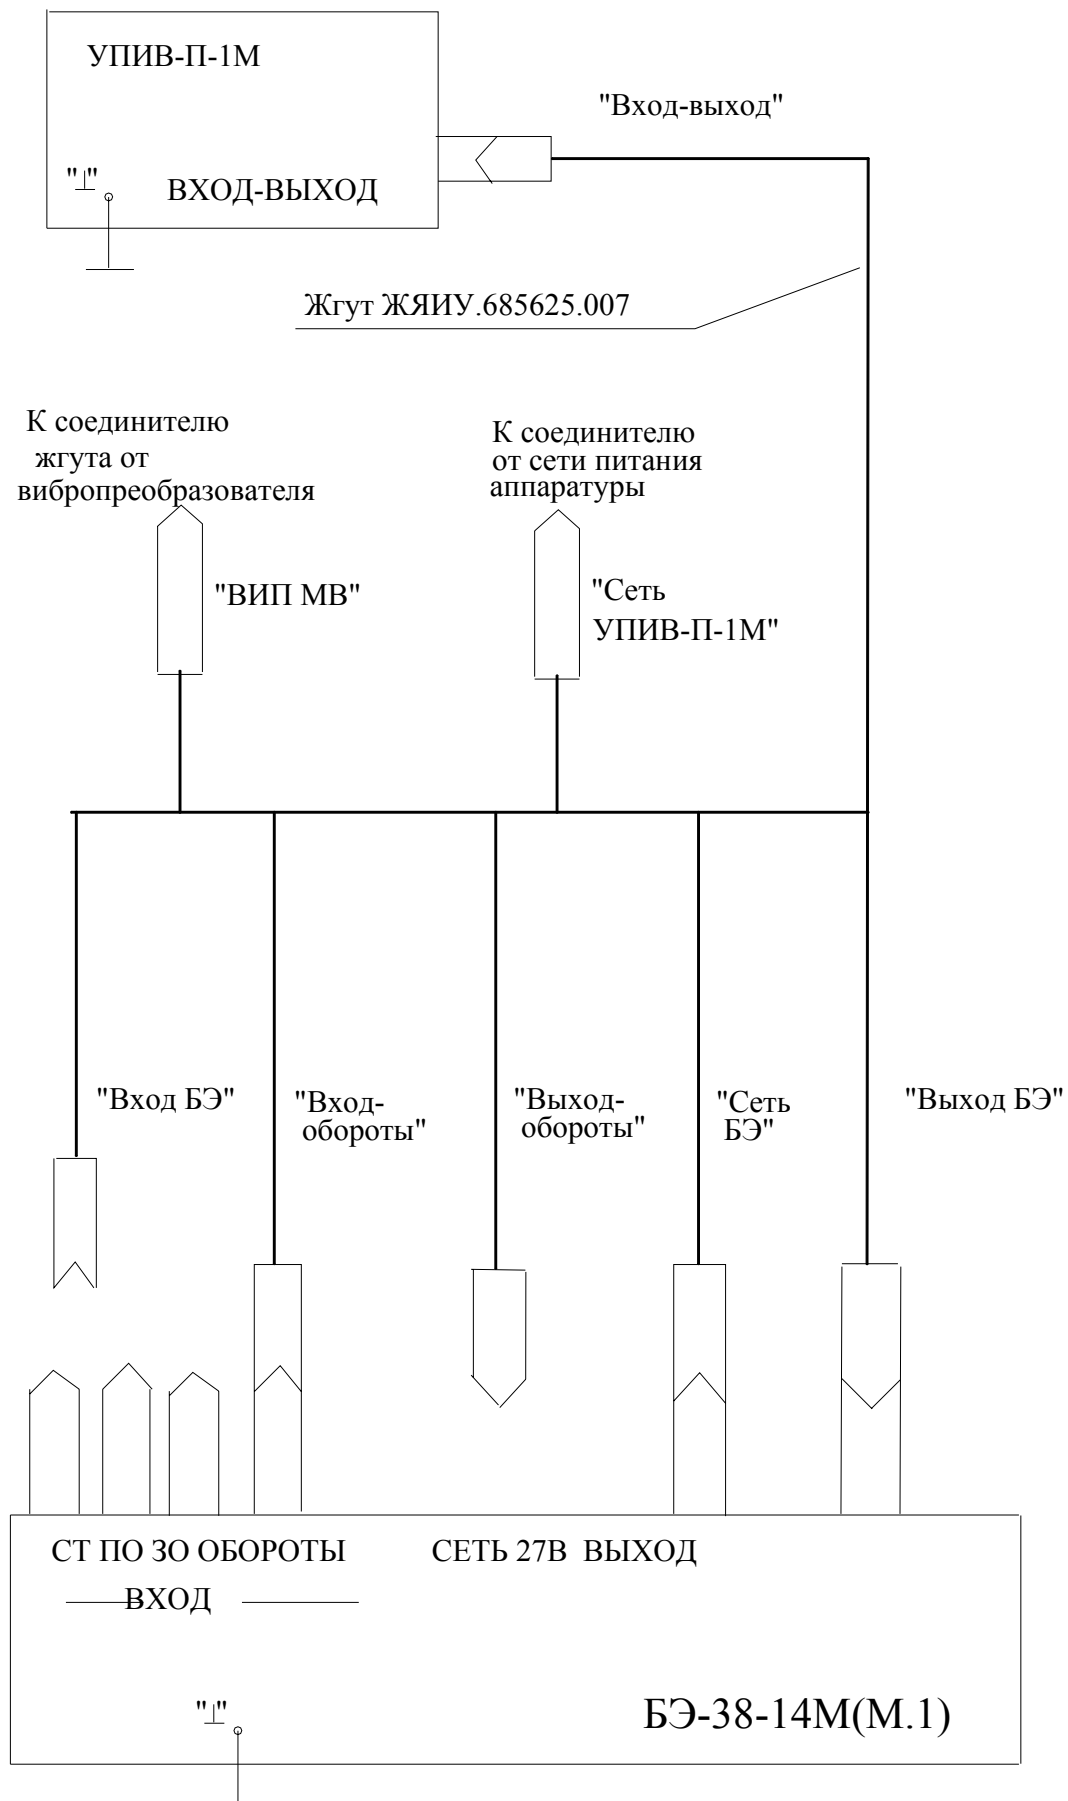 УПИВ-П-1М
"Вход-выход"
"⊥"
ВХОД-ВЫХОД
Жгут ЖЯИУ.685625.007
К соединителю
жгута от
вибропреобразователя
К соединителю
от сети питания
аппаратуры
"ВИП МВ"
"Сеть
УПИВ-П-1М"
"Вход БЭ"
"Вход-
обороты"
"Выход-
обороты"
"Сеть
БЭ"
"Выход БЭ"
СТ ПО ЗО ОБОРОТЫ
СЕТЬ 27В ВЫХОД
ВХОД
"⊥"
БЭ-38-14М(М.1)